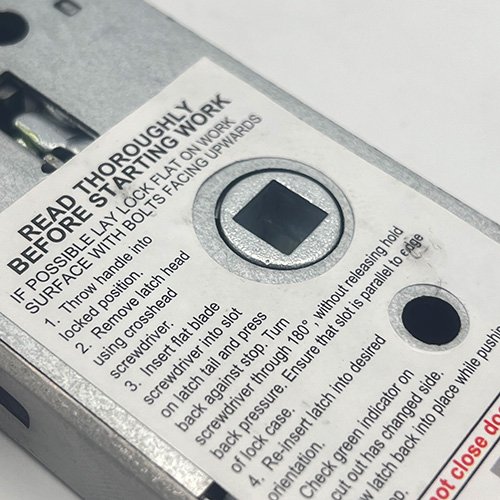 READ THOROUGHLY
BEFORE STARTING WORK
IF POSSIBLE LAY LOCK FLAT ON WORK
SURFACE WITH BOLTS FACING UPWARDS
1. Throw handle into
locked position.
2. Remove latch head
using crosshead
screwdriver.
3. Insert flat blade
screwdriver into slot
on latch tail and press
back against stop. Turn
screwdriver through 180°, without releasing hold
back pressure. Ensure that slot is parallel to edge
of lock case.
4. Re-insert latch into desired
orientation.
Check green indicator on
cut out has changed side.
latch back into place while push
not close do